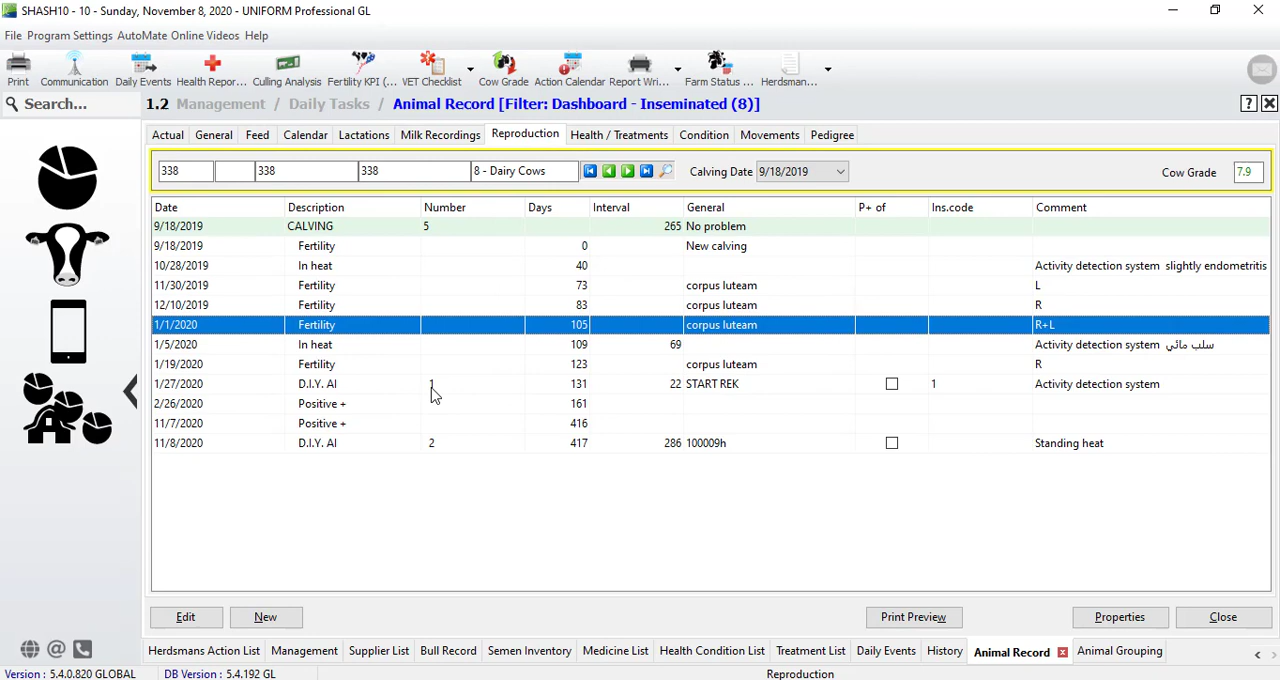 SHASH10 - 10 - Sunday, November 8, 2020 - UNIFORM Professional GL
File Program Settings AutoMate Online Videos Help
Print Communication Daily Events Health Repor... Culling Analysis Fertility KPI (... VET Checklist Cow Grade Action Calendar Report Wri... Farm Status ... Herdsman...
Search... 1.2 Management / Daily Tasks / Animal Record [Filter: Dashboard - Inseminated (8)] ?
Actual General Feed Calendar Lactations Milk Recordings Reproduction Health / Treatments Condition Movements Pedigree
338 338 338 8 - Dairy Cows Calving Date 9/18/2019 Cow Grade 7.9
Date Description Number Days Interval General P+ of Ins.code Comment
9/18/2019 CALVING 5 265 No problem
9/18/2019 Fertility 0 New calving
10/28/2019 In heat 40 Activity detection system slightly endometritis
11/30/2019 Fertility 73 corpus luteam L
12/10/2019 Fertility 83 corpus luteam R
1/1/2020 Fertility 105 corpus luteam R+L
1/5/2020 In heat 109 69 Activity detection system سلب مائي
1/19/2020 Fertility 123 corpus luteam R
1/27/2020 D.I.Y. AI 1 131 22 START REK 1 Activity detection system
2/26/2020 Positive + 161
11/7/2020 Positive + 416
11/8/2020 D.I.Y. AI 2 417 286 100009h Standing heat
Edit New Print Preview Properties Close
Herdsmans Action List Management Supplier List Bull Record Semen Inventory Medicine List Health Condition List Treatment List Daily Events History Animal Record Animal Grouping
Version : 5.4.0.820 GLOBAL DB Version : 5.4.192 GL Reproduction